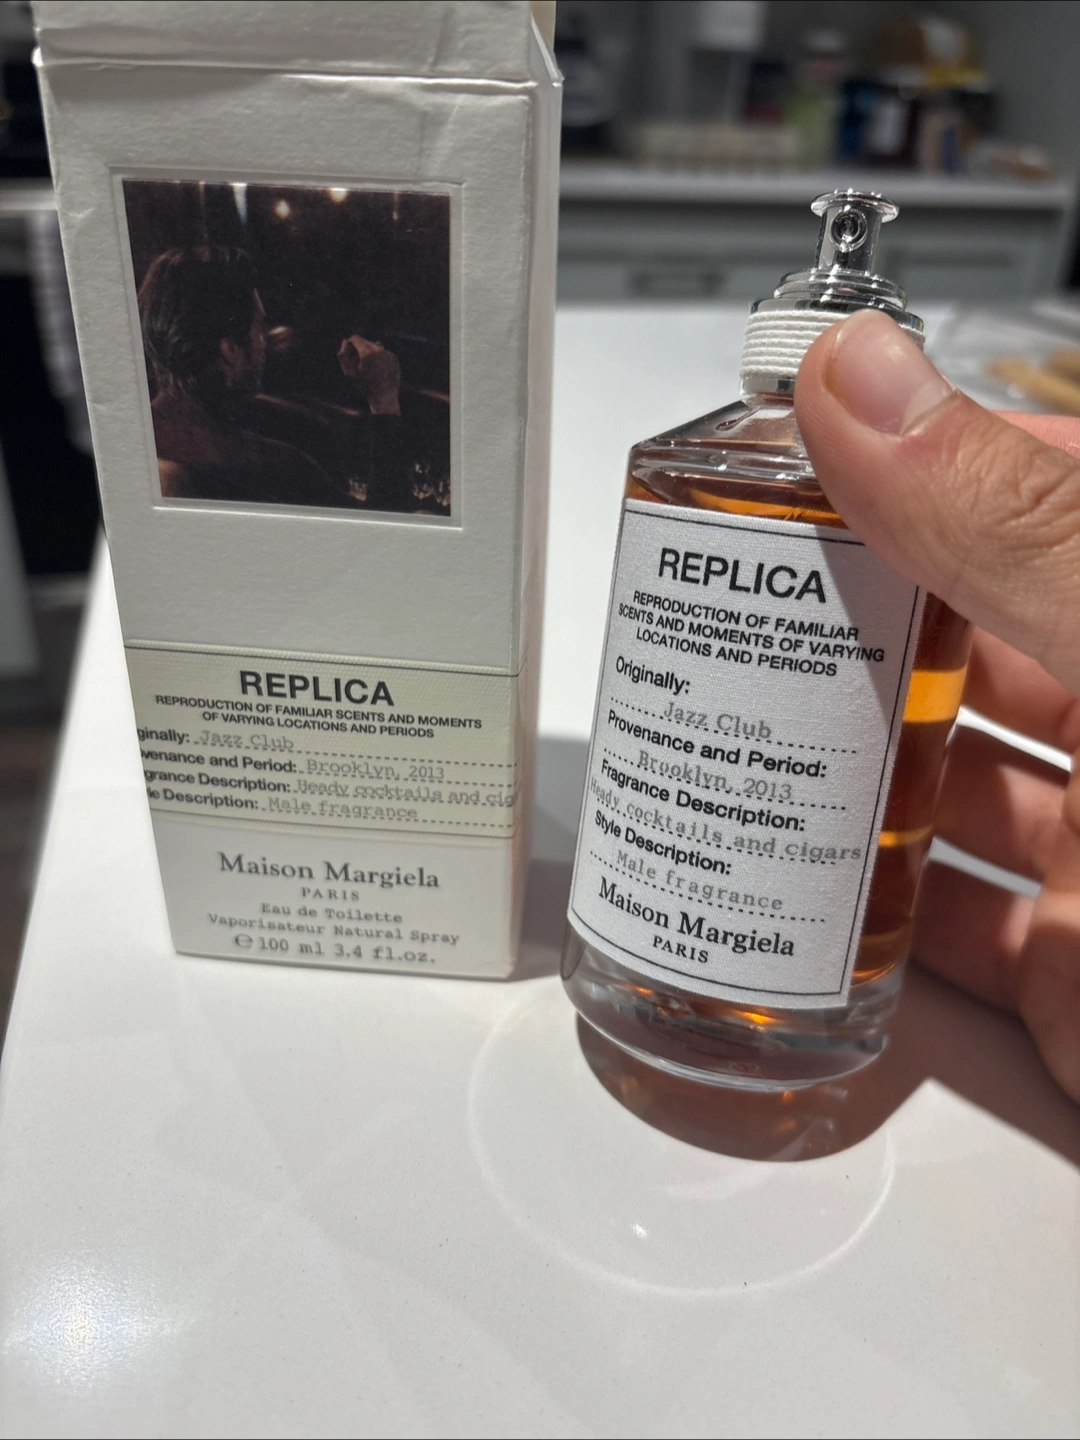 REPLICA
REPRODUCTION OF FAMILIAR SCENTS AND MOMENTS
OF VARYING LOCATIONS AND PERIODS
ginally: Jazz Club
venance and Period: Brooklyn, 2013
grance Description: Heady cocktails and cig
le Description: Male fragrance
Maison Margiela
PARIS
Eau de Toilette
Vaporisateur Natural Spray
℮ 100 ml 3.4 fl.oz.
REPLICA
REPRODUCTION OF FAMILIAR
SCENTS AND MOMENTS OF VARYING
LOCATIONS AND PERIODS
Originally:
Jazz Club
Provenance and Period:
Brooklyn, 2013
Fragrance Description:
Heady cocktails and cigars
Style Description:
Male fragrance
Maison Margiela
PARIS